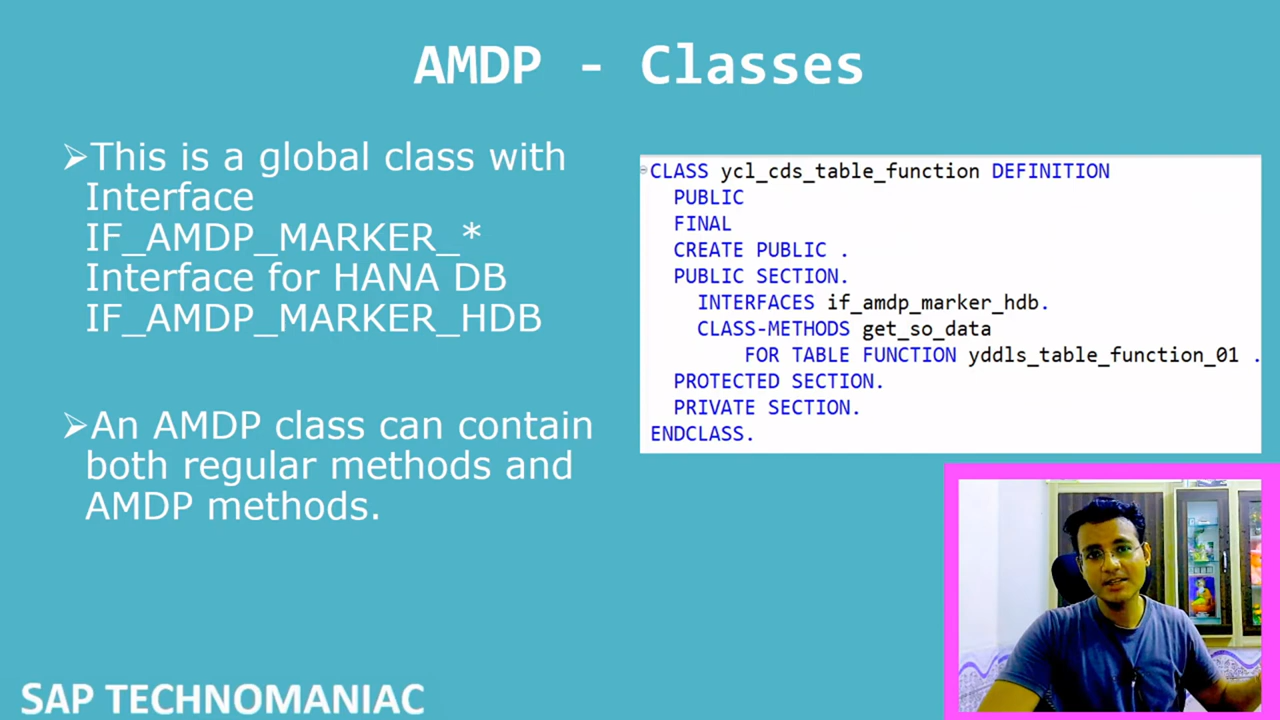 AMDP - Classes
➢This is a global class with
Interface
IF_AMDP_MARKER_*
Interface for HANA DB
IF_AMDP_MARKER_HDB
➢An AMDP class can contain
both regular methods and
AMDP methods.
CLASS ycl_cds_table_function DEFINITION
PUBLIC
FINAL
CREATE PUBLIC .
PUBLIC SECTION.
INTERFACES if_amdp_marker_hdb.
CLASS-METHODS get_so_data
FOR TABLE FUNCTION yddls_table_function_01 .
PROTECTED SECTION.
PRIVATE SECTION.
ENDCLASS.
SAP TECHNOMANIAC